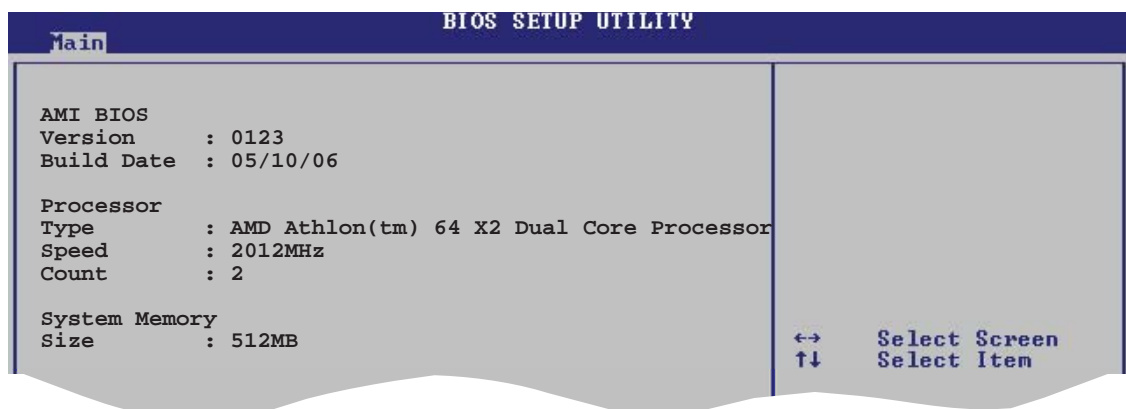 BIOS SETUP UTILITY
Main
AMI BIOS
Version : 0123
Build Date : 05/10/06
Processor
Type : AMD Athlon(tm) 64 X2 Dual Core Processor
Speed : 2012MHz
Count : 2
System Memory
Size : 512MB
←→ Select Screen
↑↓ Select Item